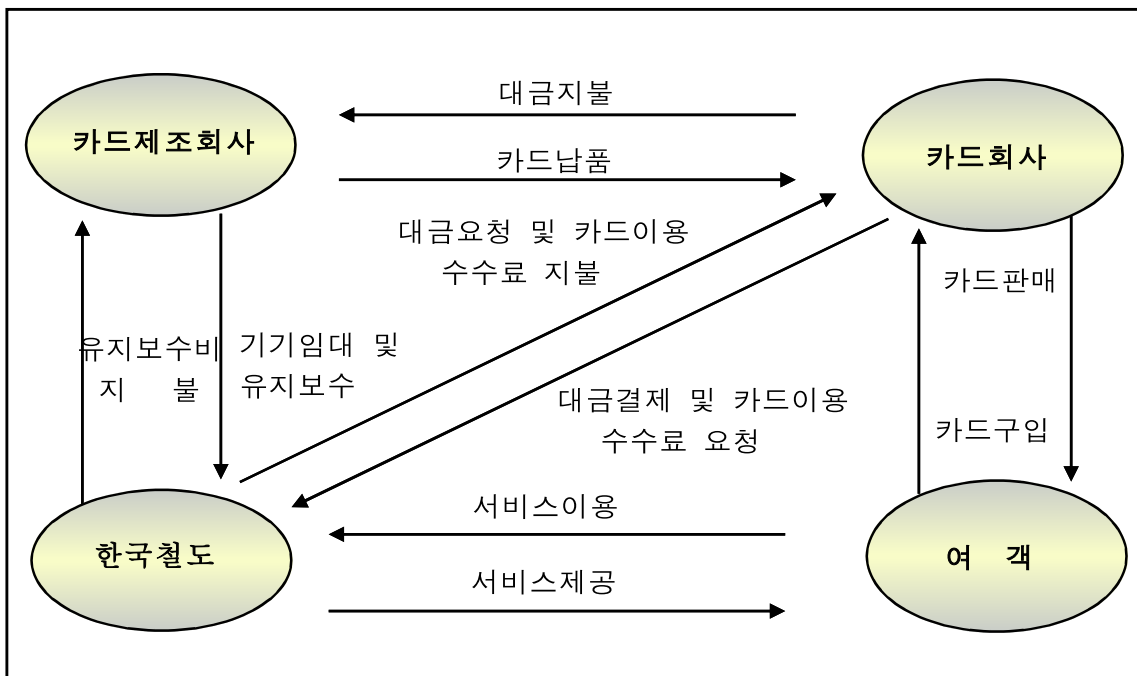 대금지불
카드제조회사
카드회사
카드납품
대금요청 및 카드이용
수수료 지불
카드판매
유지보수비
지 불
기기임대 및
유지보수
대금결제 및 카드이용
수수료 요청
카드구입
서비스이용
한국철도
여 객
서비스제공